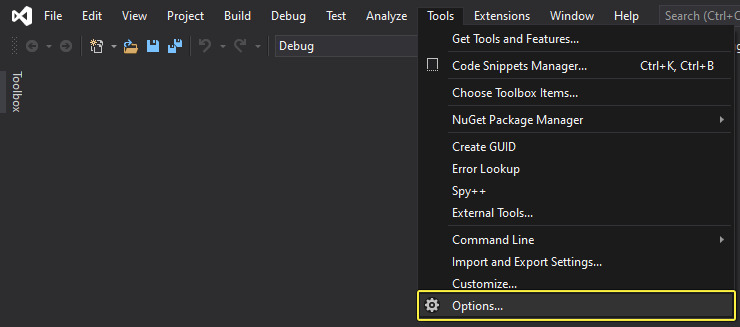 File Edit View Project Build Debug Test Analyze Tools Extensions Window Help Search (Ctrl+
Debug
Toolbox
Get Tools and Features...
Code Snippets Manager... Ctrl+K, Ctrl+B
Choose Toolbox Items...
NuGet Package Manager
Create GUID
Error Lookup
Spy++
External Tools...
Command Line
Import and Export Settings...
Customize...
Options...